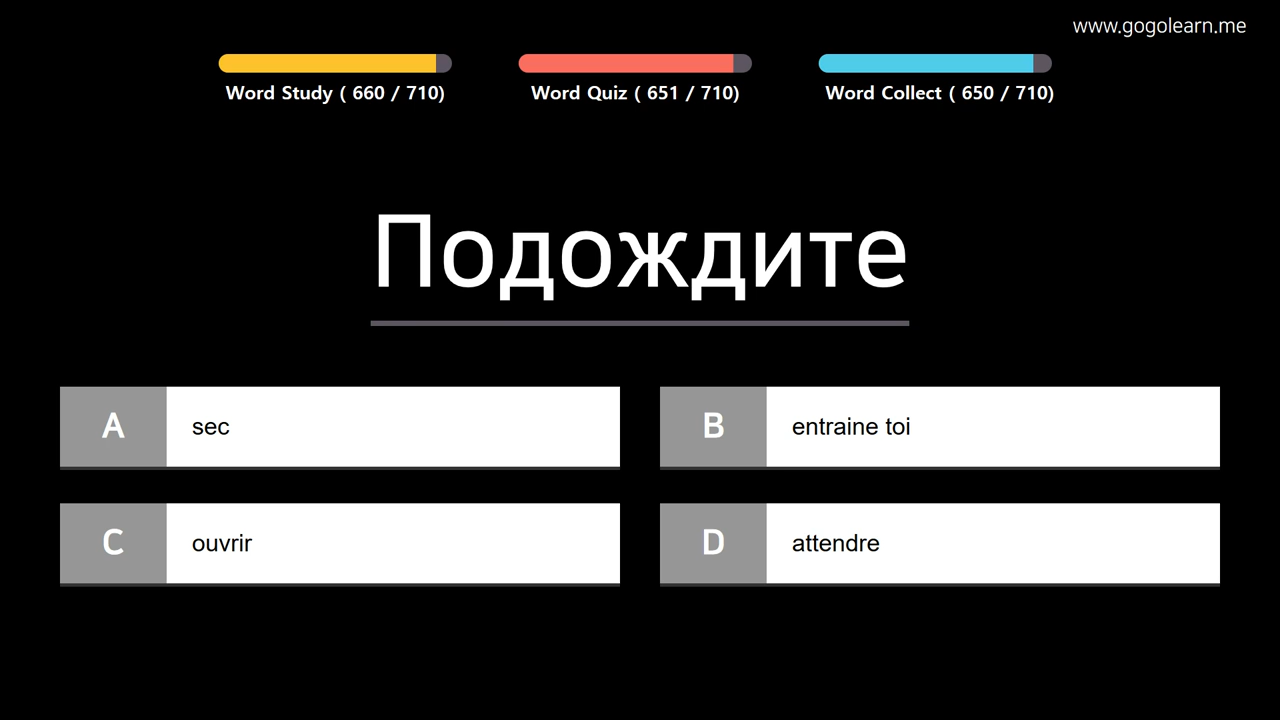 www.gogolearn.me
Word Study ( 660 / 710)
Word Quiz ( 651 / 710)
Word Collect ( 650 / 710)
Подождите
A
sec
B
entraine toi
C
ouvrir
D
attendre